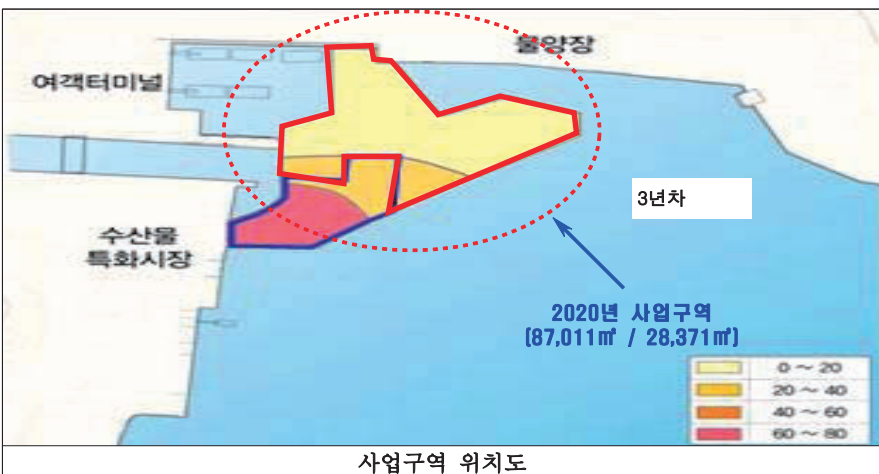 물양장
여객터미널
3년차
수산물
특화시장
2020년 사업구역
(87,011㎡ / 28,371㎥)
0 ~ 20
20 ~ 40
40 ~ 60
60 ~ 80
사업구역 위치도